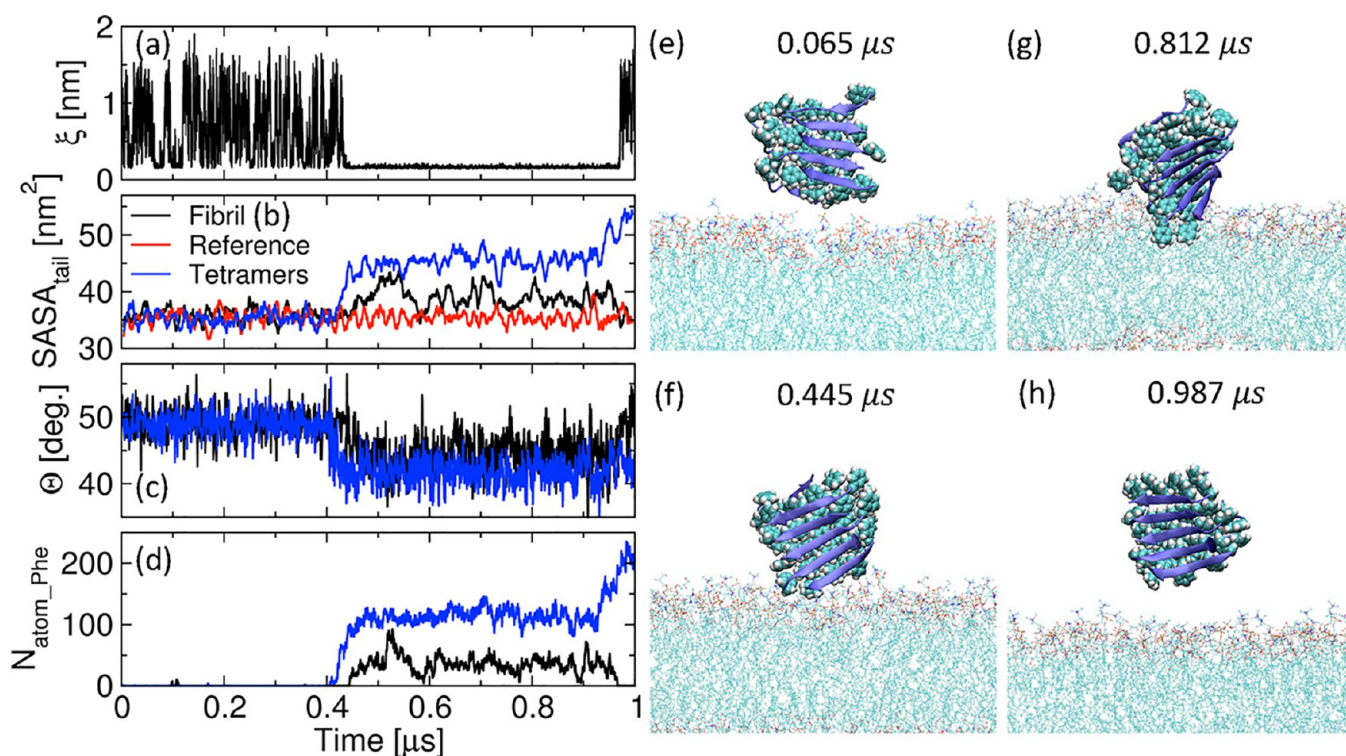 (a)
2
1
0
ξ [nm]
Fibril (b)
Reference
Tetramers
50
40
30
SASAtail [nm2]
50
40
Θ [deg.]
(c)
(d)
200
100
0
Natom_Phe
0 0.2 0.4 0.6 0.8 1
Time [μs]
(e) 0.065 μs
(g) 0.812 μs
(f) 0.445 μs
(h) 0.987 μs